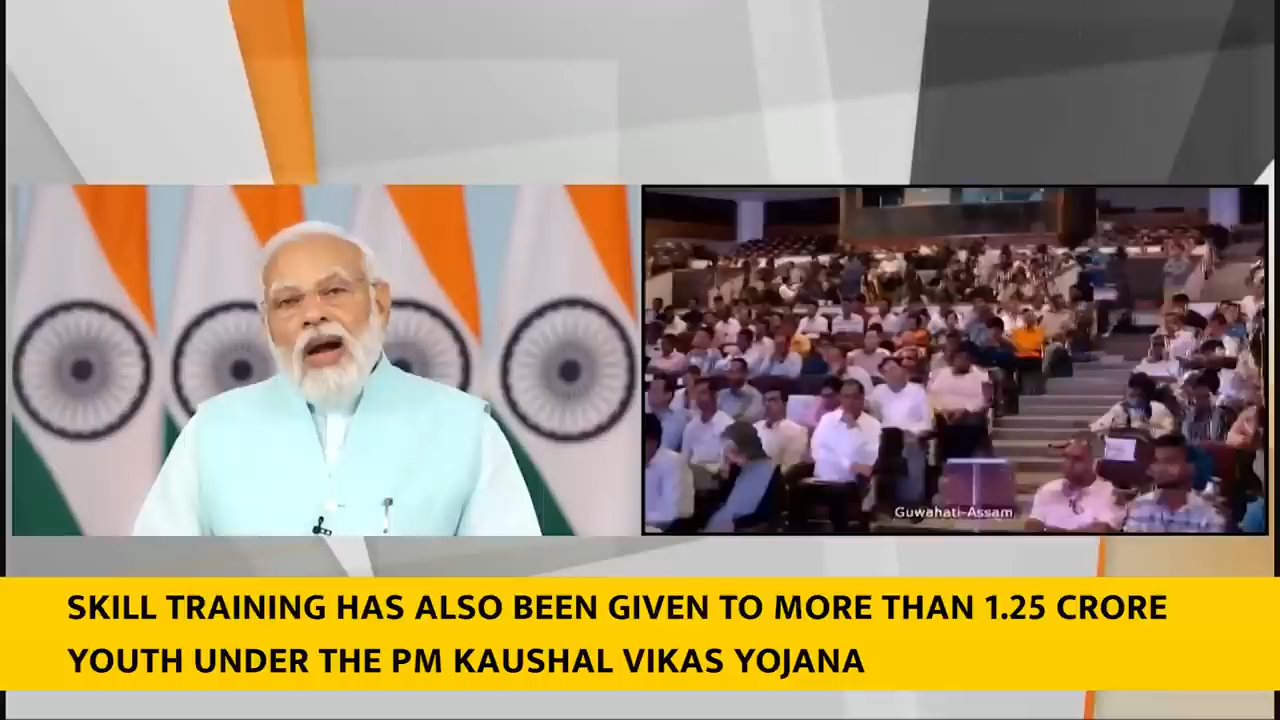 Guwahati-Assam
SKILL TRAINING HAS ALSO BEEN GIVEN TO MORE THAN 1.25 CRORE
YOUTH UNDER THE PM KAUSHAL VIKAS YOJANA